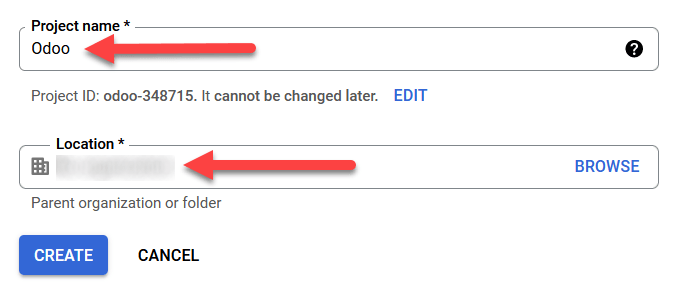 Project name *
Odoo
Project ID: odoo-348715. It cannot be changed later. EDIT
Location *
BROWSE
Parent organization or folder
CREATE CANCEL